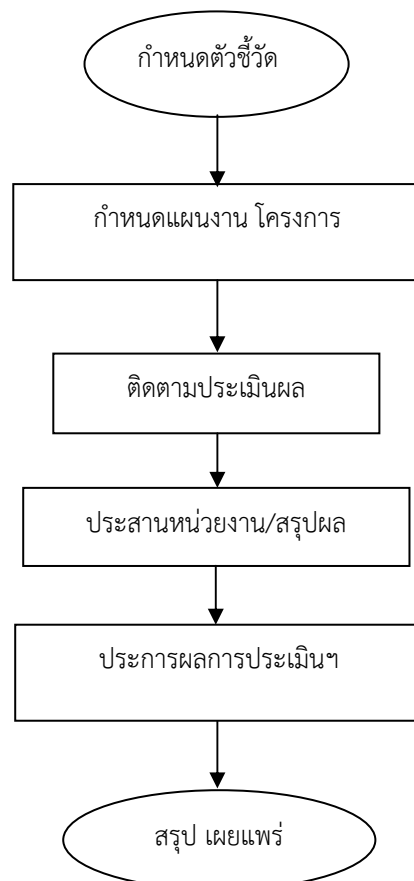 กำหนดตัวชี้วัด
กำหนดแผนงาน โครงการ
ติดตามประเมินผล
ประสานหน่วยงาน/สรุปผล
ประการผลการประเมินฯ
สรุป เผยแพร่